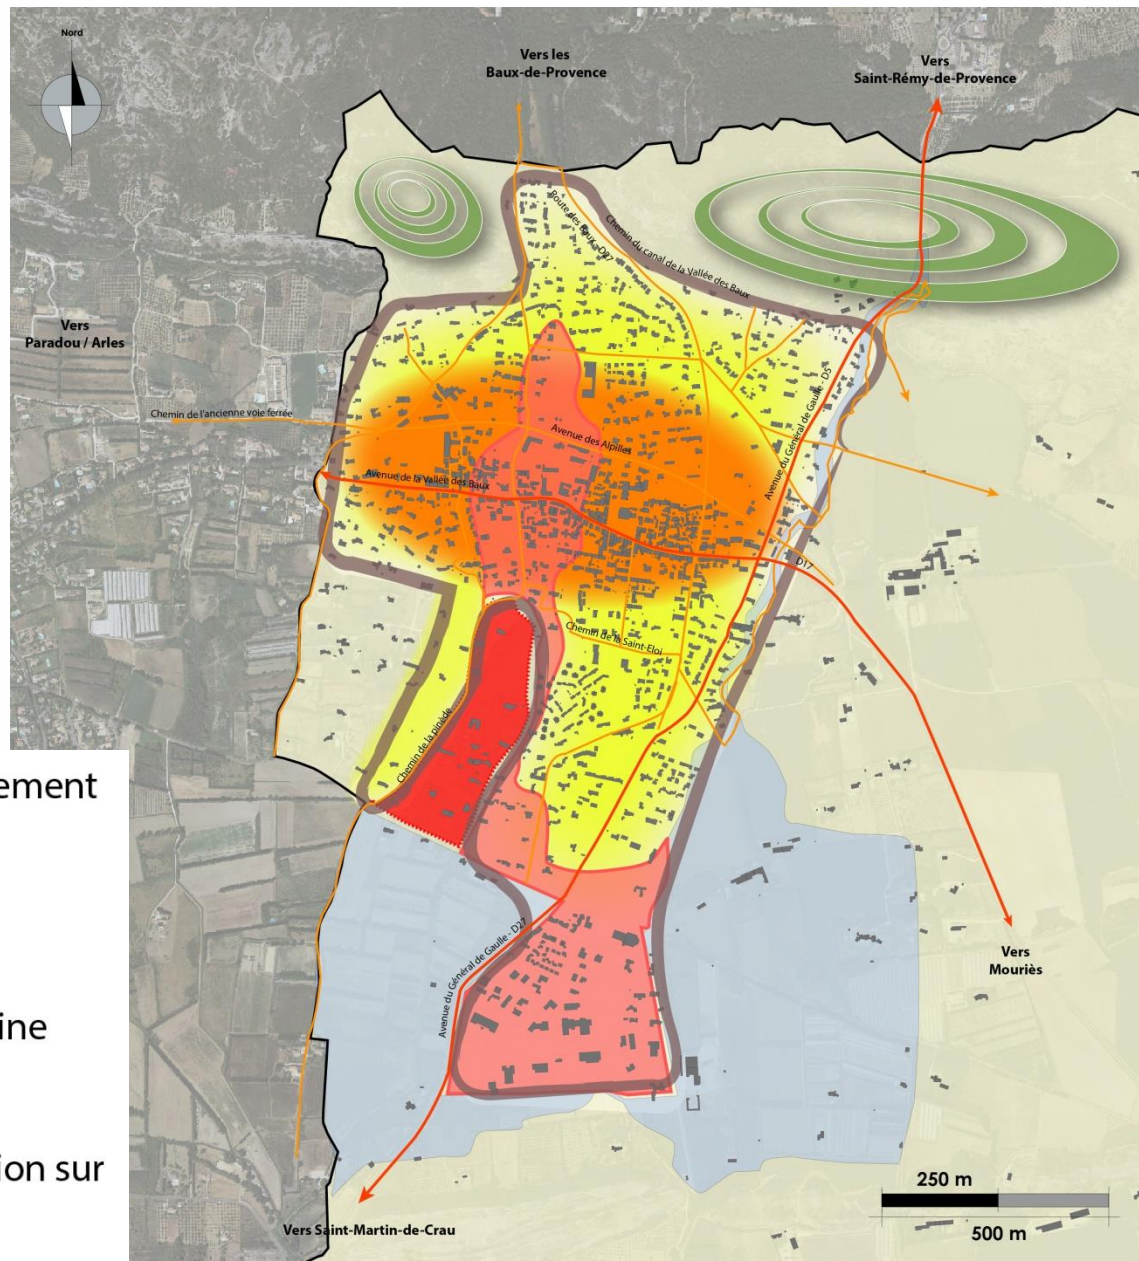 Nord
Vers les
Baux-de-Provence
Vers
Saint-Rémy-de-Provence
Route des Baux - D27
Chemin du canal de la Vallée des Baux
Vers
Paradou / Arles
Chemin de l'ancienne voie ferrée
Avenue des Alpilles
Avenue du Général de Gaulle - D5
Avenue de la Vallée des Baux
D17
Chemin de la Saint-Eloi
Chemin de la pinède
ement
ine
ion sur
Avenue du Général de Gaulle - D27
Vers
Mouriès
250 m
500 m
Vers Saint-Martin-de-Crau